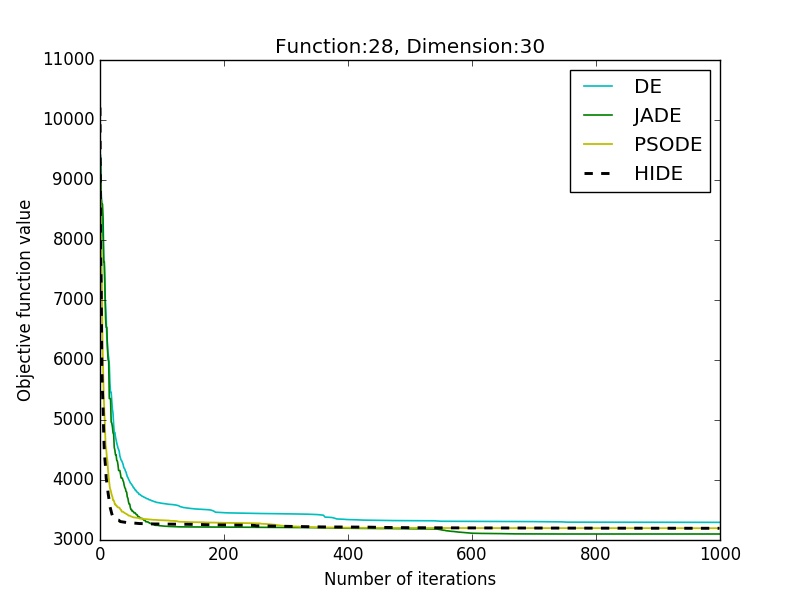 Function:28, Dimension:30
11000
10000
9000
8000
7000
6000
5000
4000
3000
Objective function value
DE
JADE
PSODE
HIDE
0
200
400
600
800
1000
Number of iterations